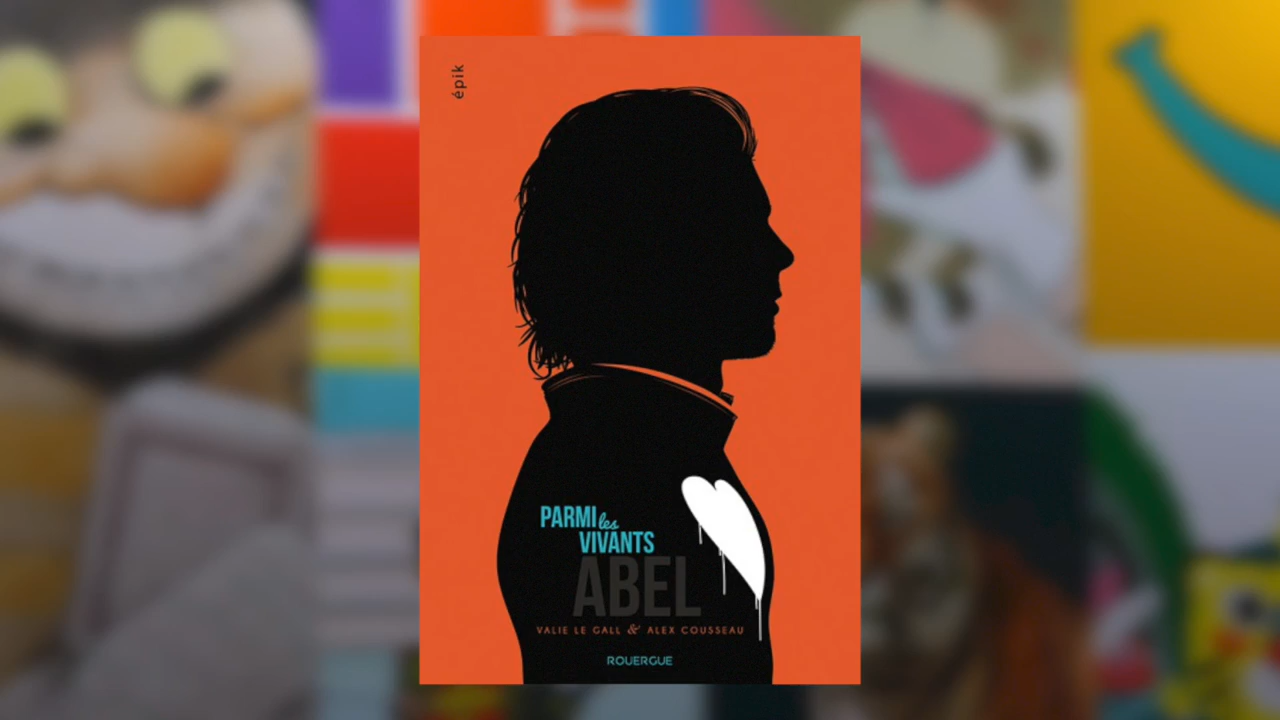 épik
PARMI les
VIVANTS
ABEL
VALIE LE GALL & ALEX COUSSEAU
ROUERGUE